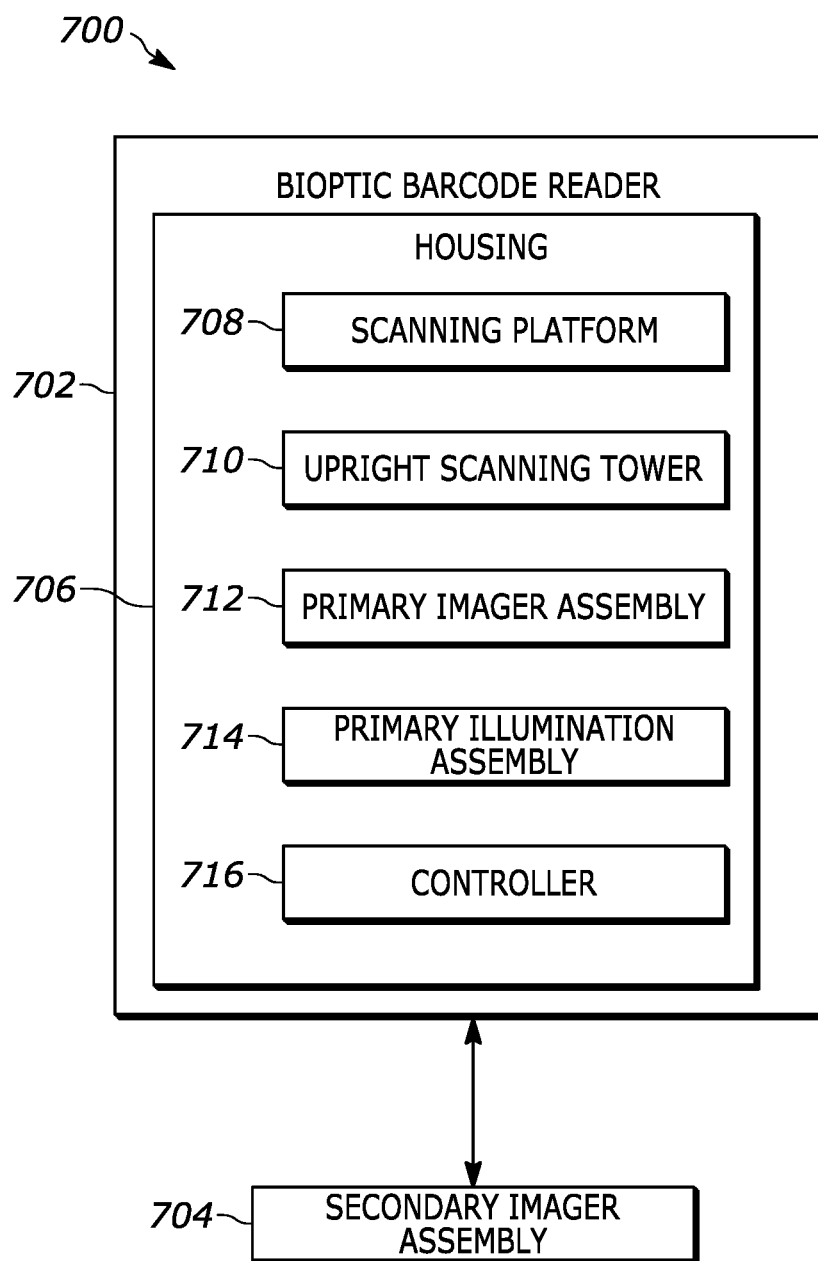 700
BIOPTIC BARCODE READER
HOUSING
708 SCANNING PLATFORM
702
710 UPRIGHT SCANNING TOWER
706
712 PRIMARY IMAGER ASSEMBLY
714 PRIMARY ILLUMINATION
ASSEMBLY
716 CONTROLLER
704 SECONDARY IMAGER
ASSEMBLY